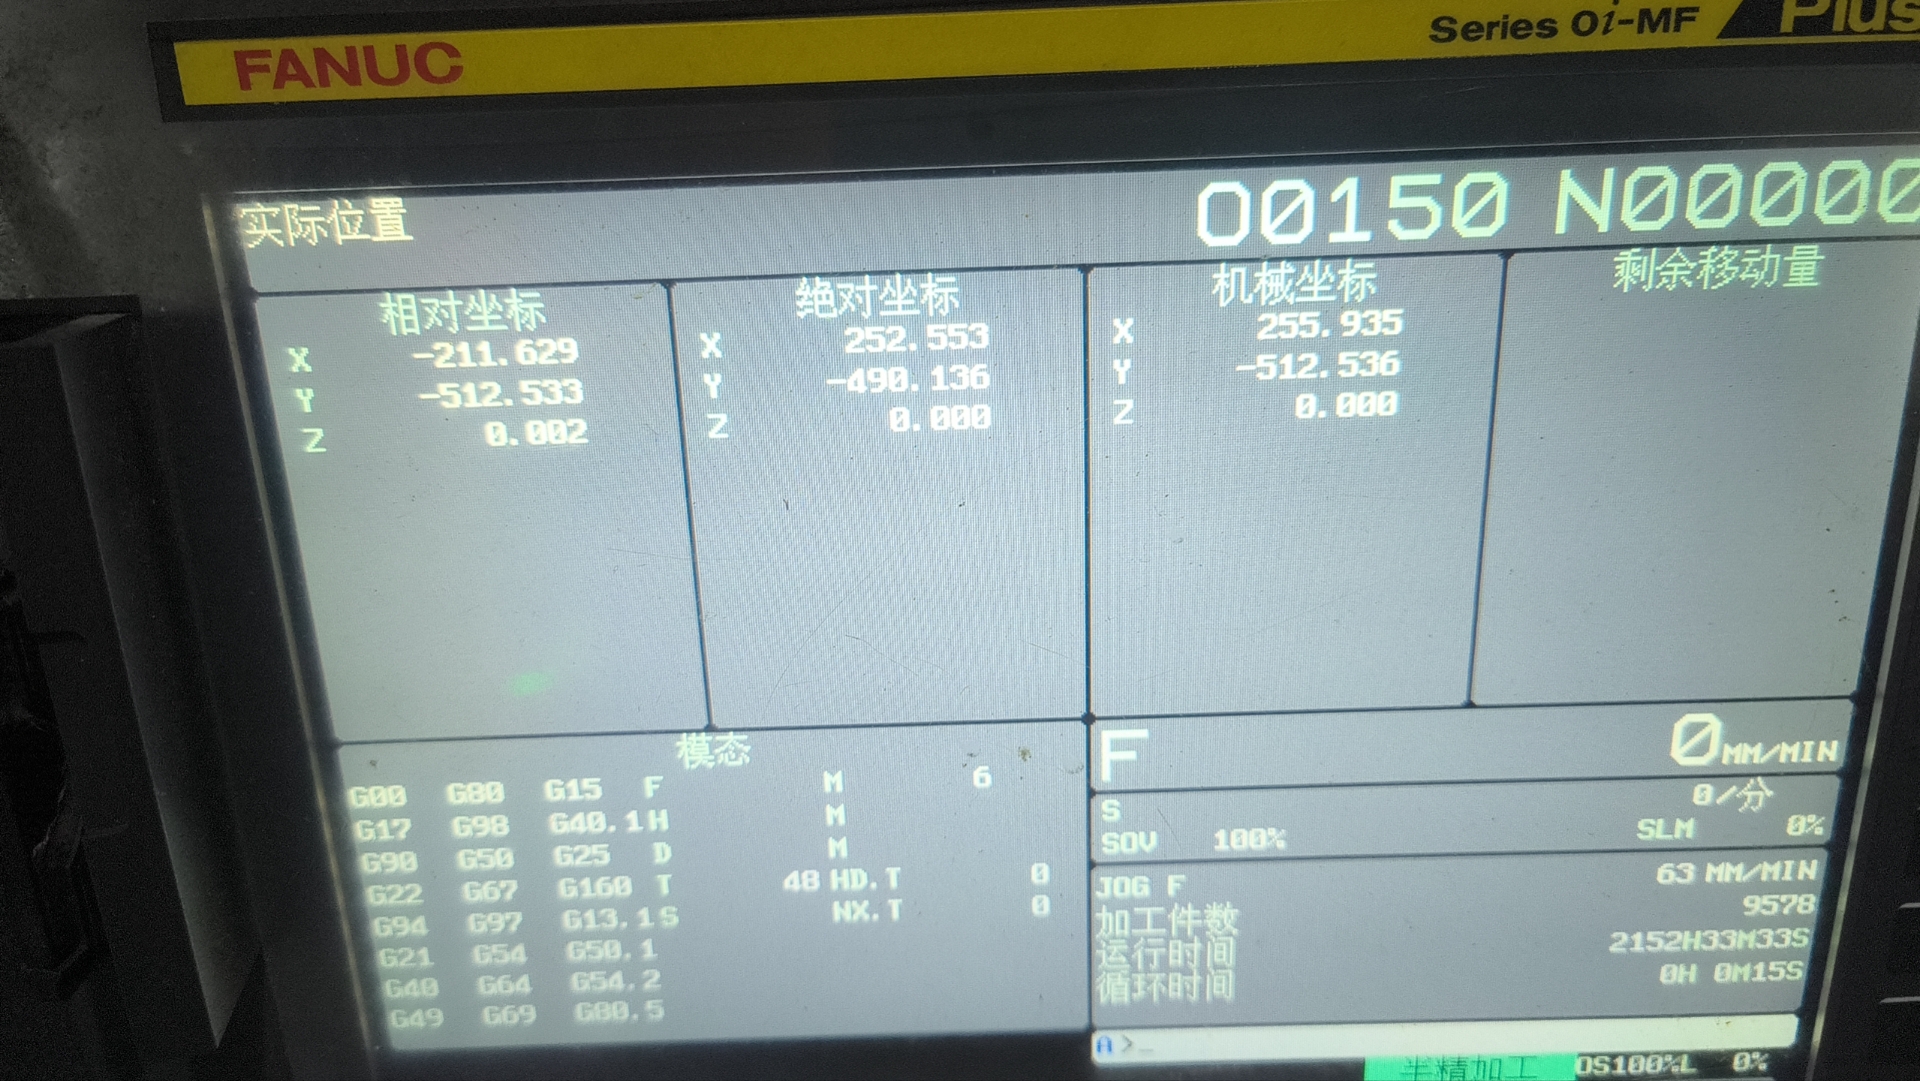 FANUC
Series 0i-MF Plus
实际位置 O0150 N00000
相对坐标 绝对坐标 机械坐标 剩余移动量
X -211.629 X 252.553 X 255.935
Y -512.533 Y -490.136 Y -512.536
Z 0.002 Z 0.000 Z 0.000
模态
G00 G80 G15 F M 6
G17 G98 G40.1 H M
G90 G50 G25 D M
G22 G67 G160 T 48 HD.T 0
G94 G97 G13.1 S NX.T 0
G21 G54 G50.1
G40 G64 G54.2
G49 G69 G80.5
F 0 MM/MIN
S 0/分
SOV 100% SLM 0%
JOG F 63 MM/MIN
加工件数 9578
运行时间 2152H33M33S
循环时间 0H 0M15S
A >_
半精加工 OS100%L 0%